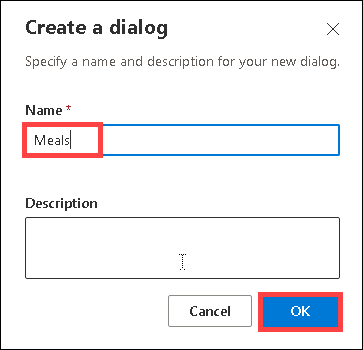 Create a dialog
Specify a name and description for your new dialog.
Name *
Meals
Description
Cancel
OK